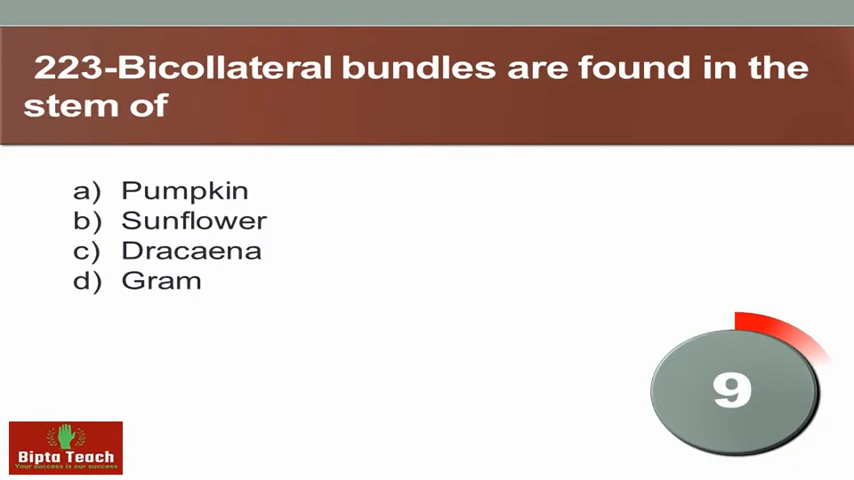 223-Bicollateral bundles are found in the
stem of
a) Pumpkin
b) Sunflower
c) Dracaena
d) Gram
9
Bipta Teach
Your success is our success